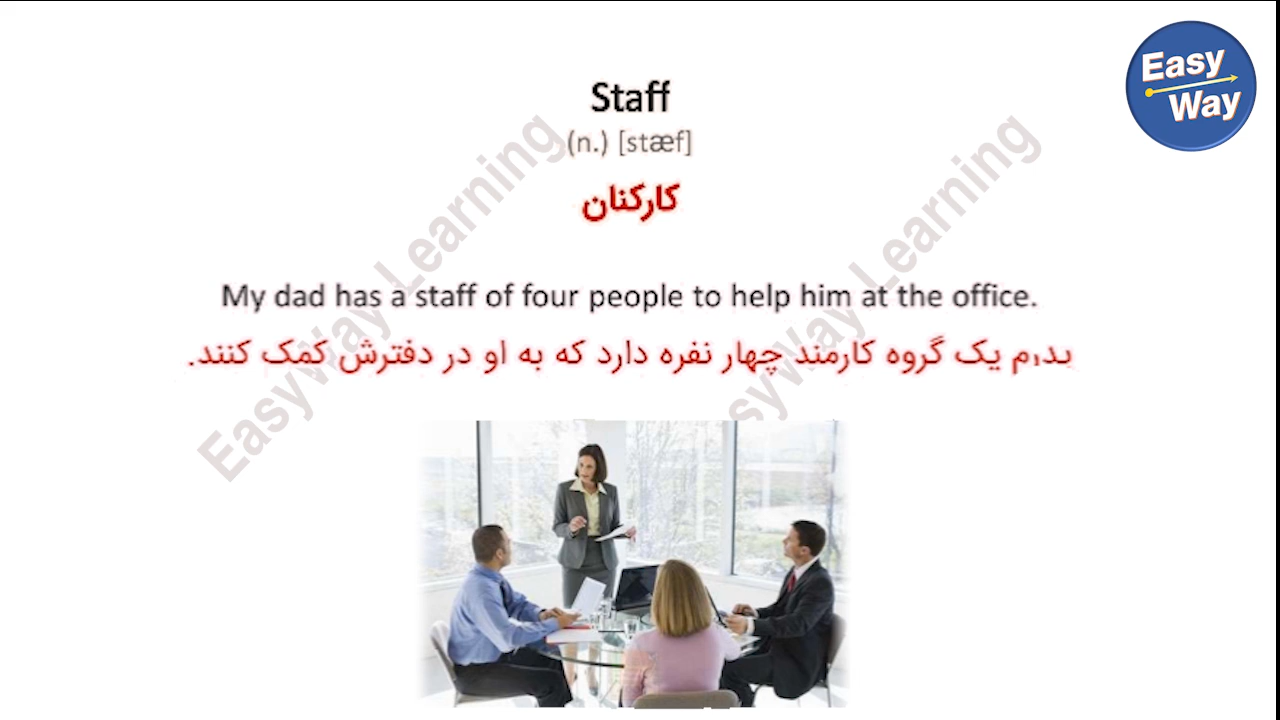 Easy
Way
Staff
(n.) [stæf]
کارکنان
My dad has a staff of four people to help him at the office.
پدرم یک گروه کارمند چهار نفره دارد که به او در دفترش کمک کنند.
EasyWay Learning
EasyWay Learning